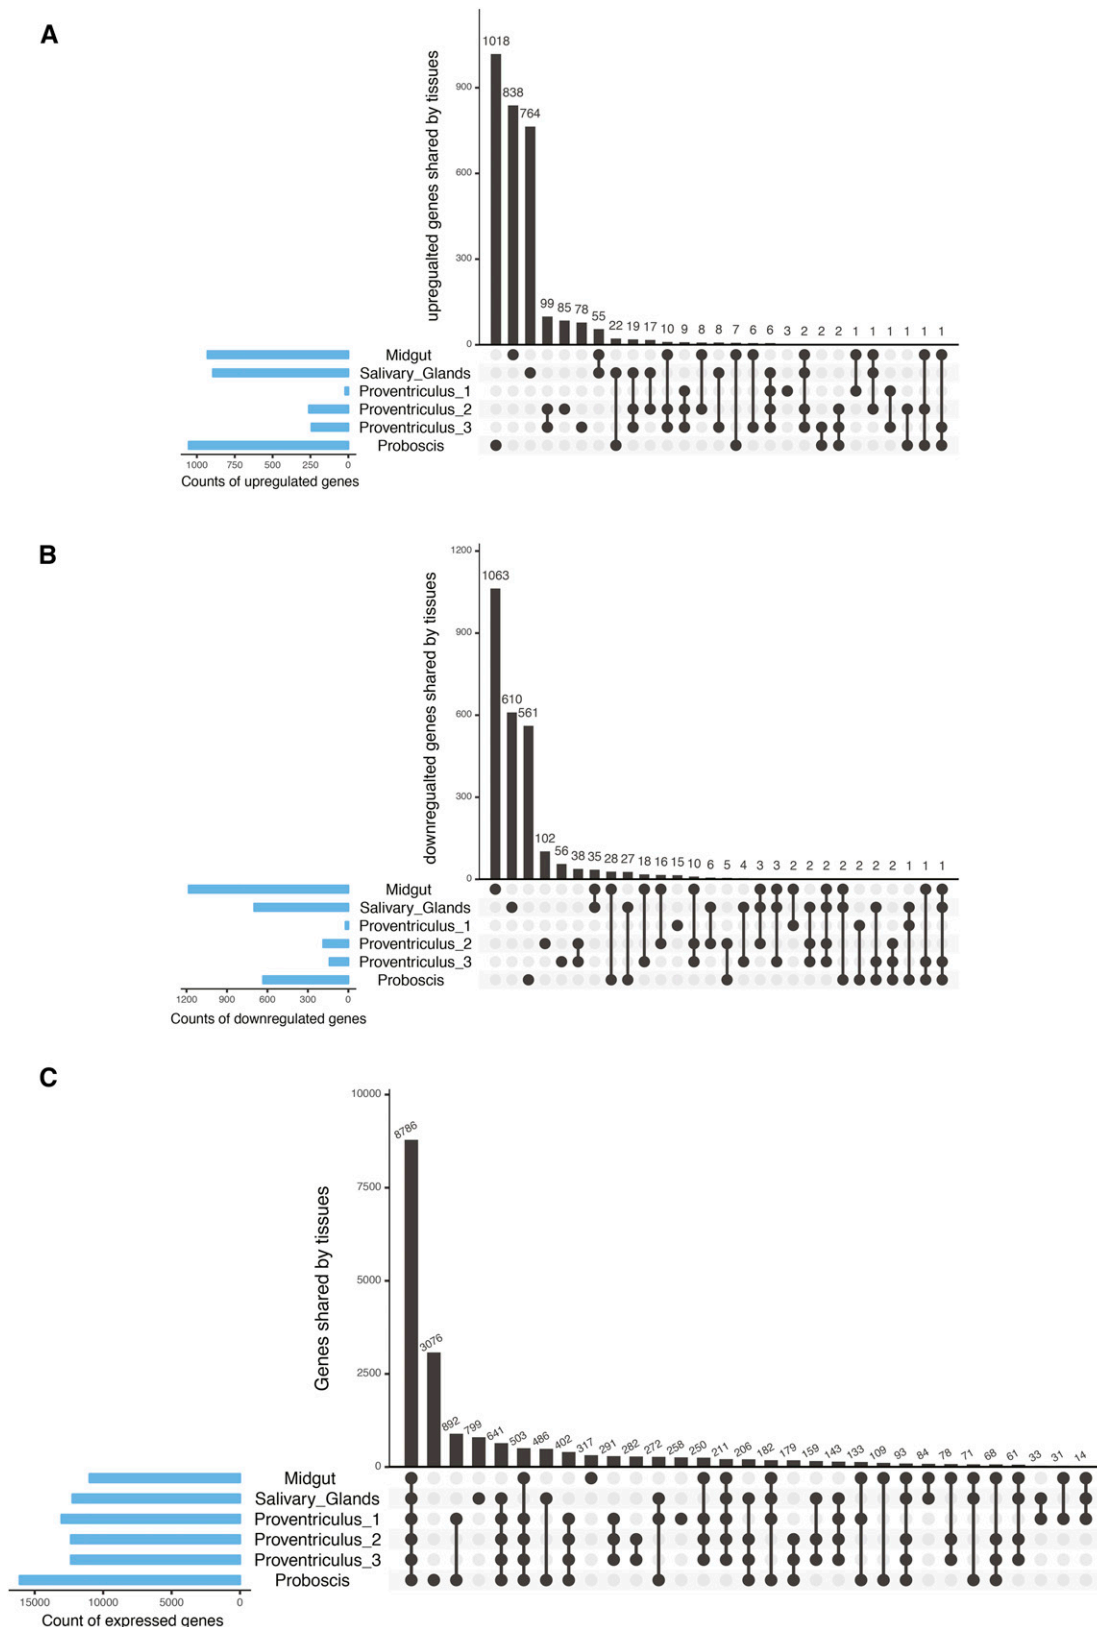 A
upregualted genes shared by tissues
900
600
300
0
1018
838
764
99 85 78 55 22 19 17 10 9 8 8 7 6 6 3 2 2 2 1 1 1 1 1 1
Midgut
Salivary_Glands
Proventriculus_1
Proventriculus_2
Proventriculus_3
Proboscis
1000 750 500 250 0
Counts of upregulated genes
B
downregualted genes shared by tissues
1200
900
600
300
0
1063
610
561
102 56 38 35 28 27 18 16 15 10 6 5 4 3 3 2 2 2 2 2 2 2 1 1 1
Midgut
Salivary_Glands
Proventriculus_1
Proventriculus_2
Proventriculus_3
Proboscis
1200 900 600 300 0
Counts of downregulated genes
C
Genes shared by tissues
10000
7500
5000
2500
0
8786
3076
892 799 641 503 486 402 317 291 282 272 258 250 211 206 182 179 159 143 133 109 93 84 78 71 68 61 33 31 14
Midgut
Salivary_Glands
Proventriculus_1
Proventriculus_2
Proventriculus_3
Proboscis
15000 10000 5000 0
Count of expressed genes